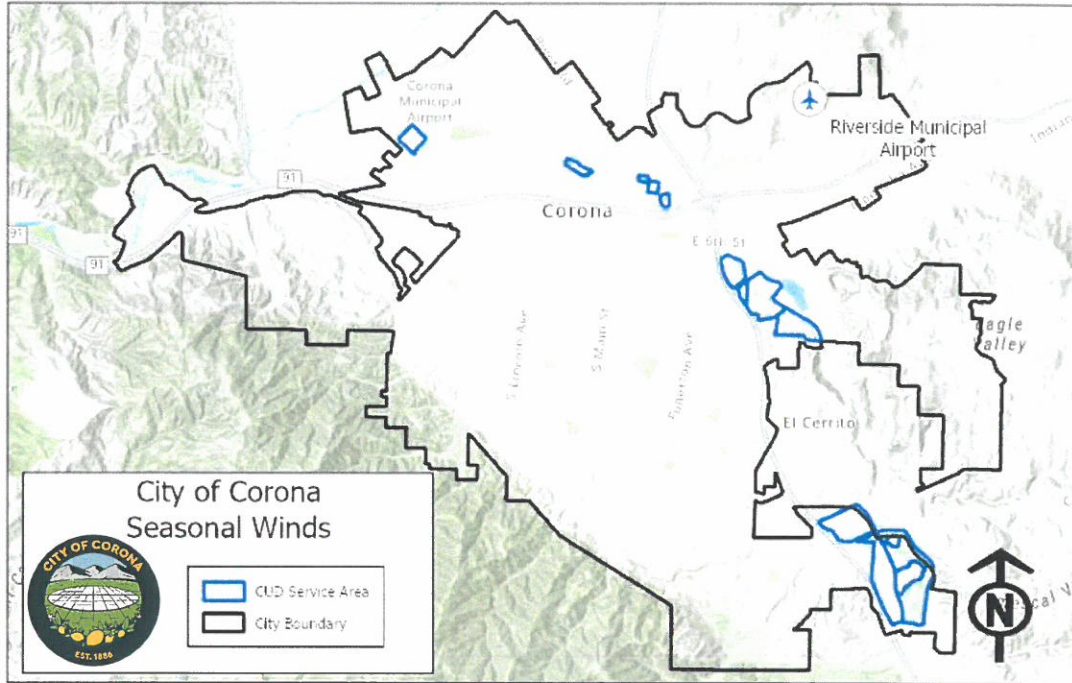 Corona
Municipal
Airport
Riverside Municipal
Airport
91
91
91
Corona
E 6th St
S Lincoln Ave
S Main St
Fullerton Ave
Eagle
Valley
El Cerrito
City of Corona
Seasonal Winds
CITY OF CORONA
EST. 1886
CUD Service Area
City Boundary
N